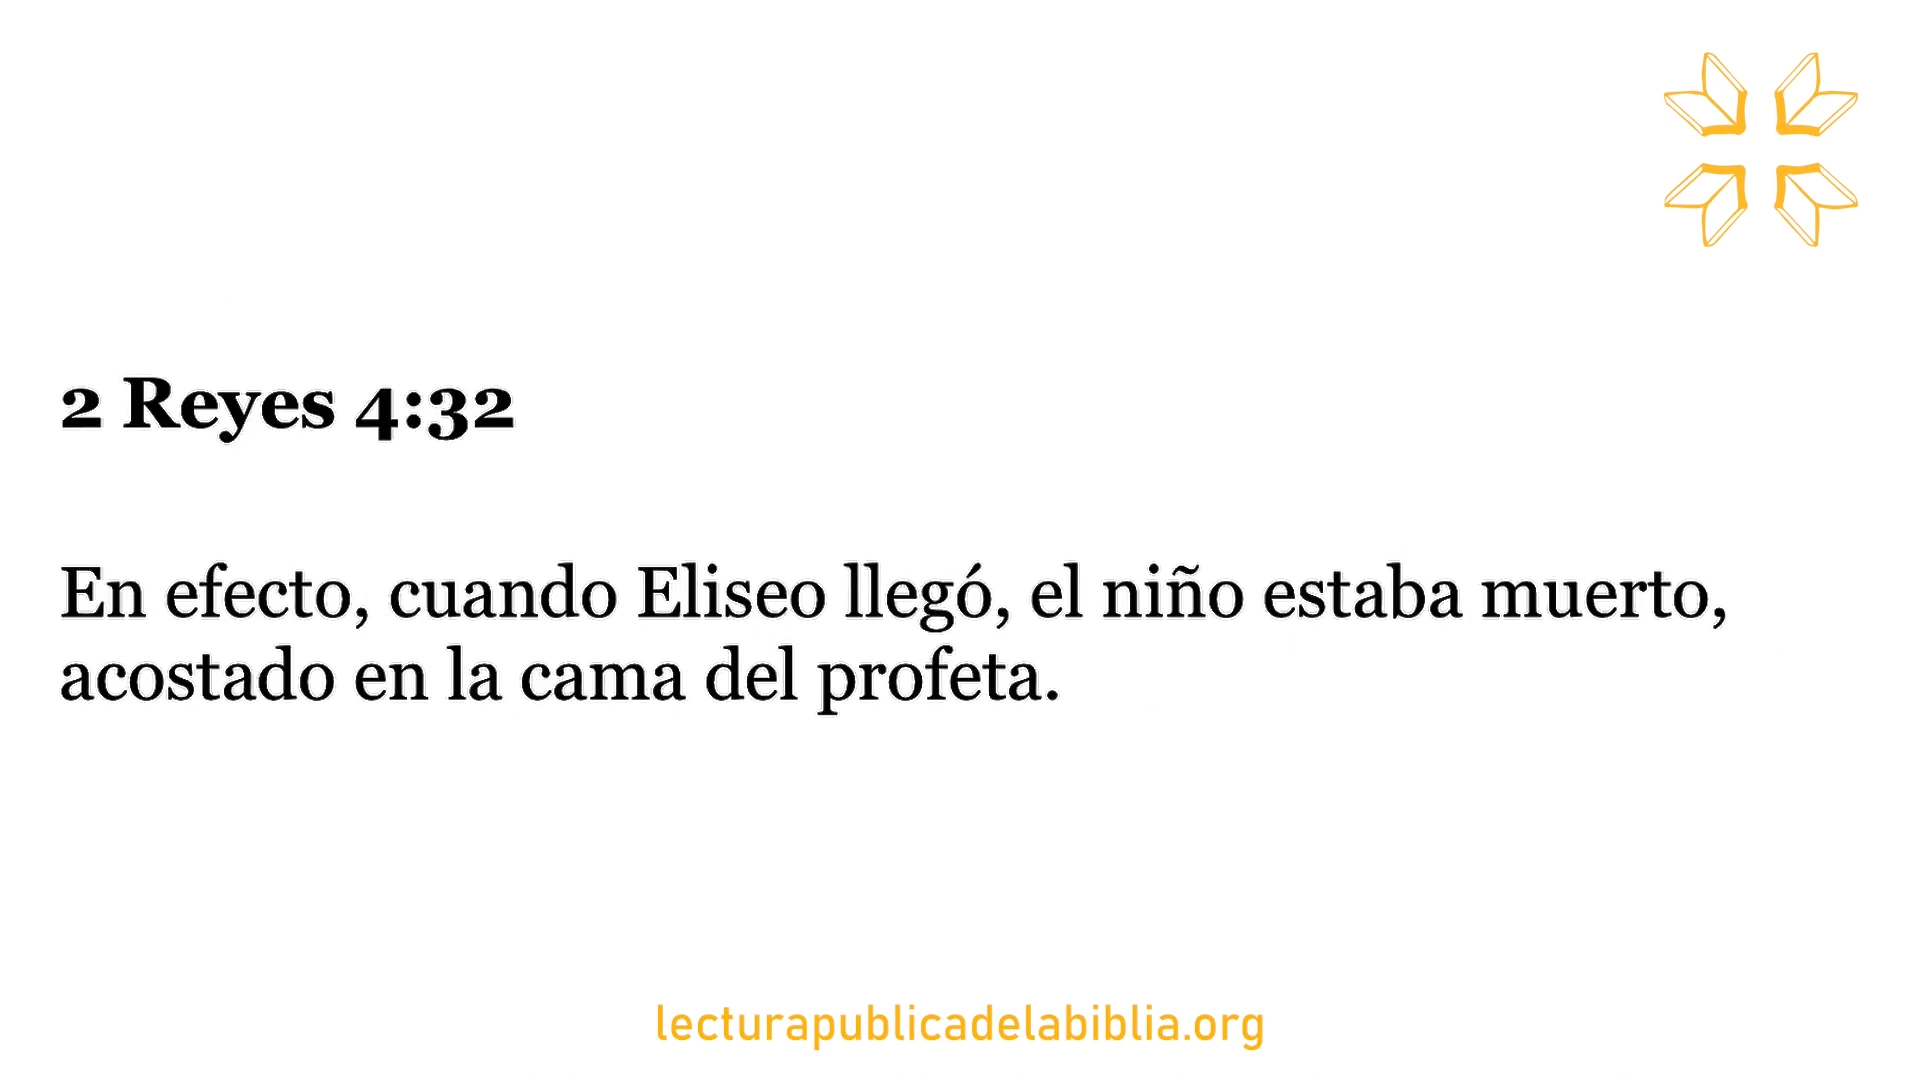 2 Reyes 4:32
En efecto, cuando Eliseo llegó, el niño estaba muerto,
acostado en la cama del profeta.
lecturapublicadelabiblia.org